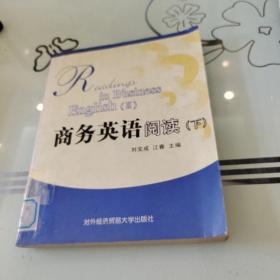 Readings
in Business
English (Ⅱ)
商务英语阅读(下)
刘宝成 江春 主编
对外经济贸易大学出版社